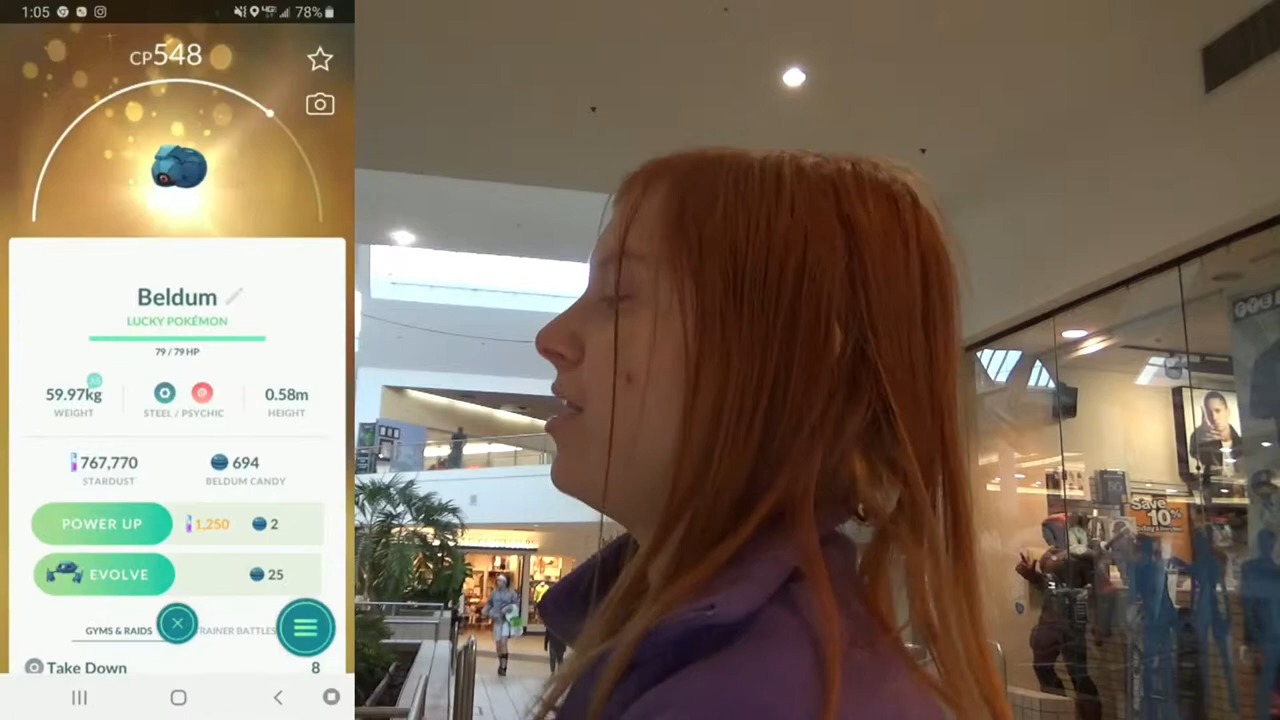 1:05
78%
CP548
Beldum
LUCKY POKÉMON
79 / 79 HP
XS
59.97kg
WEIGHT
STEEL / PSYCHIC
0.58m
HEIGHT
767,770
STARDUST
694
BELDUM CANDY
POWER UP
1,250
2
EVOLVE
25
GYMS & RAIDS
TRAINER BATTLES
Take Down
8
Save
10%